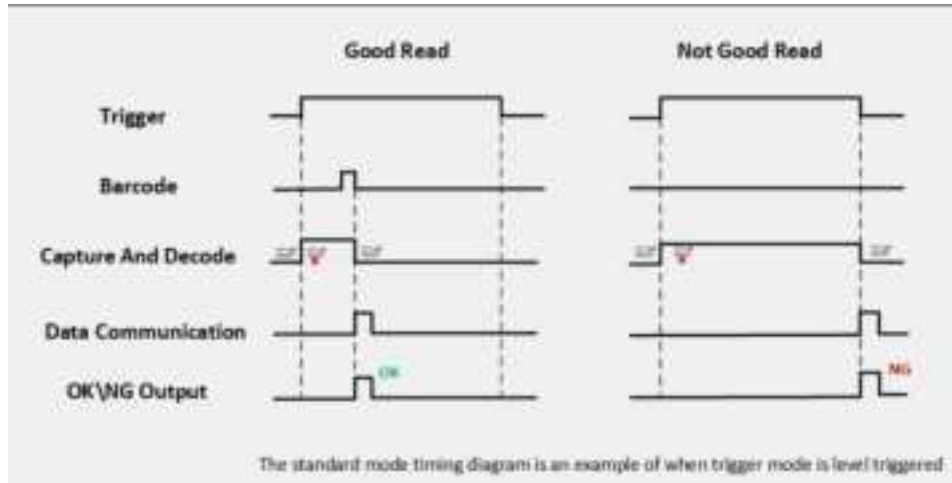 Good Read
Not Good Read
Trigger
Barcode
Capture And Decode
Data Communication
OK
NG
OK\NG Output
The standard mode timing diagram is an example of when trigger mode is level triggered